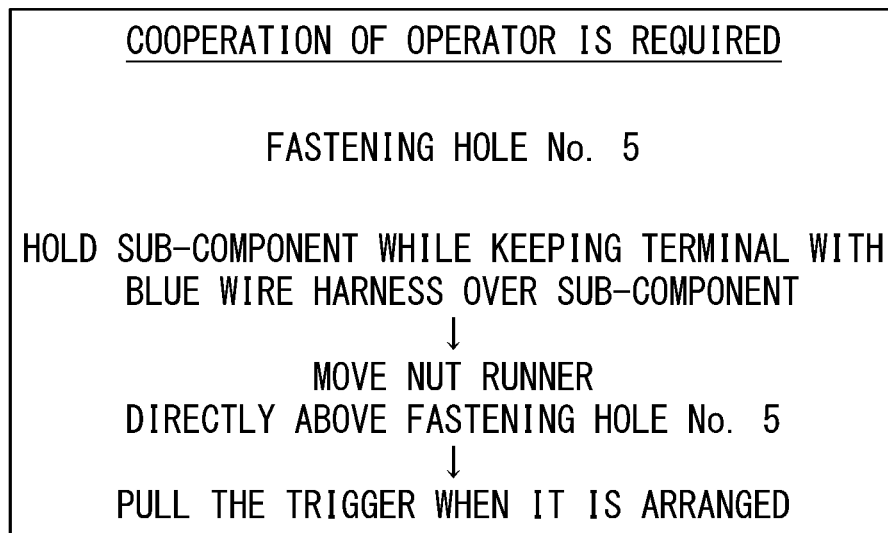 COOPERATION OF OPERATOR IS REQUIRED
FASTENING HOLE No. 5
HOLD SUB-COMPONENT WHILE KEEPING TERMINAL WITH
BLUE WIRE HARNESS OVER SUB-COMPONENT
↓
MOVE NUT RUNNER
DIRECTLY ABOVE FASTENING HOLE No. 5
↓
PULL THE TRIGGER WHEN IT IS ARRANGED